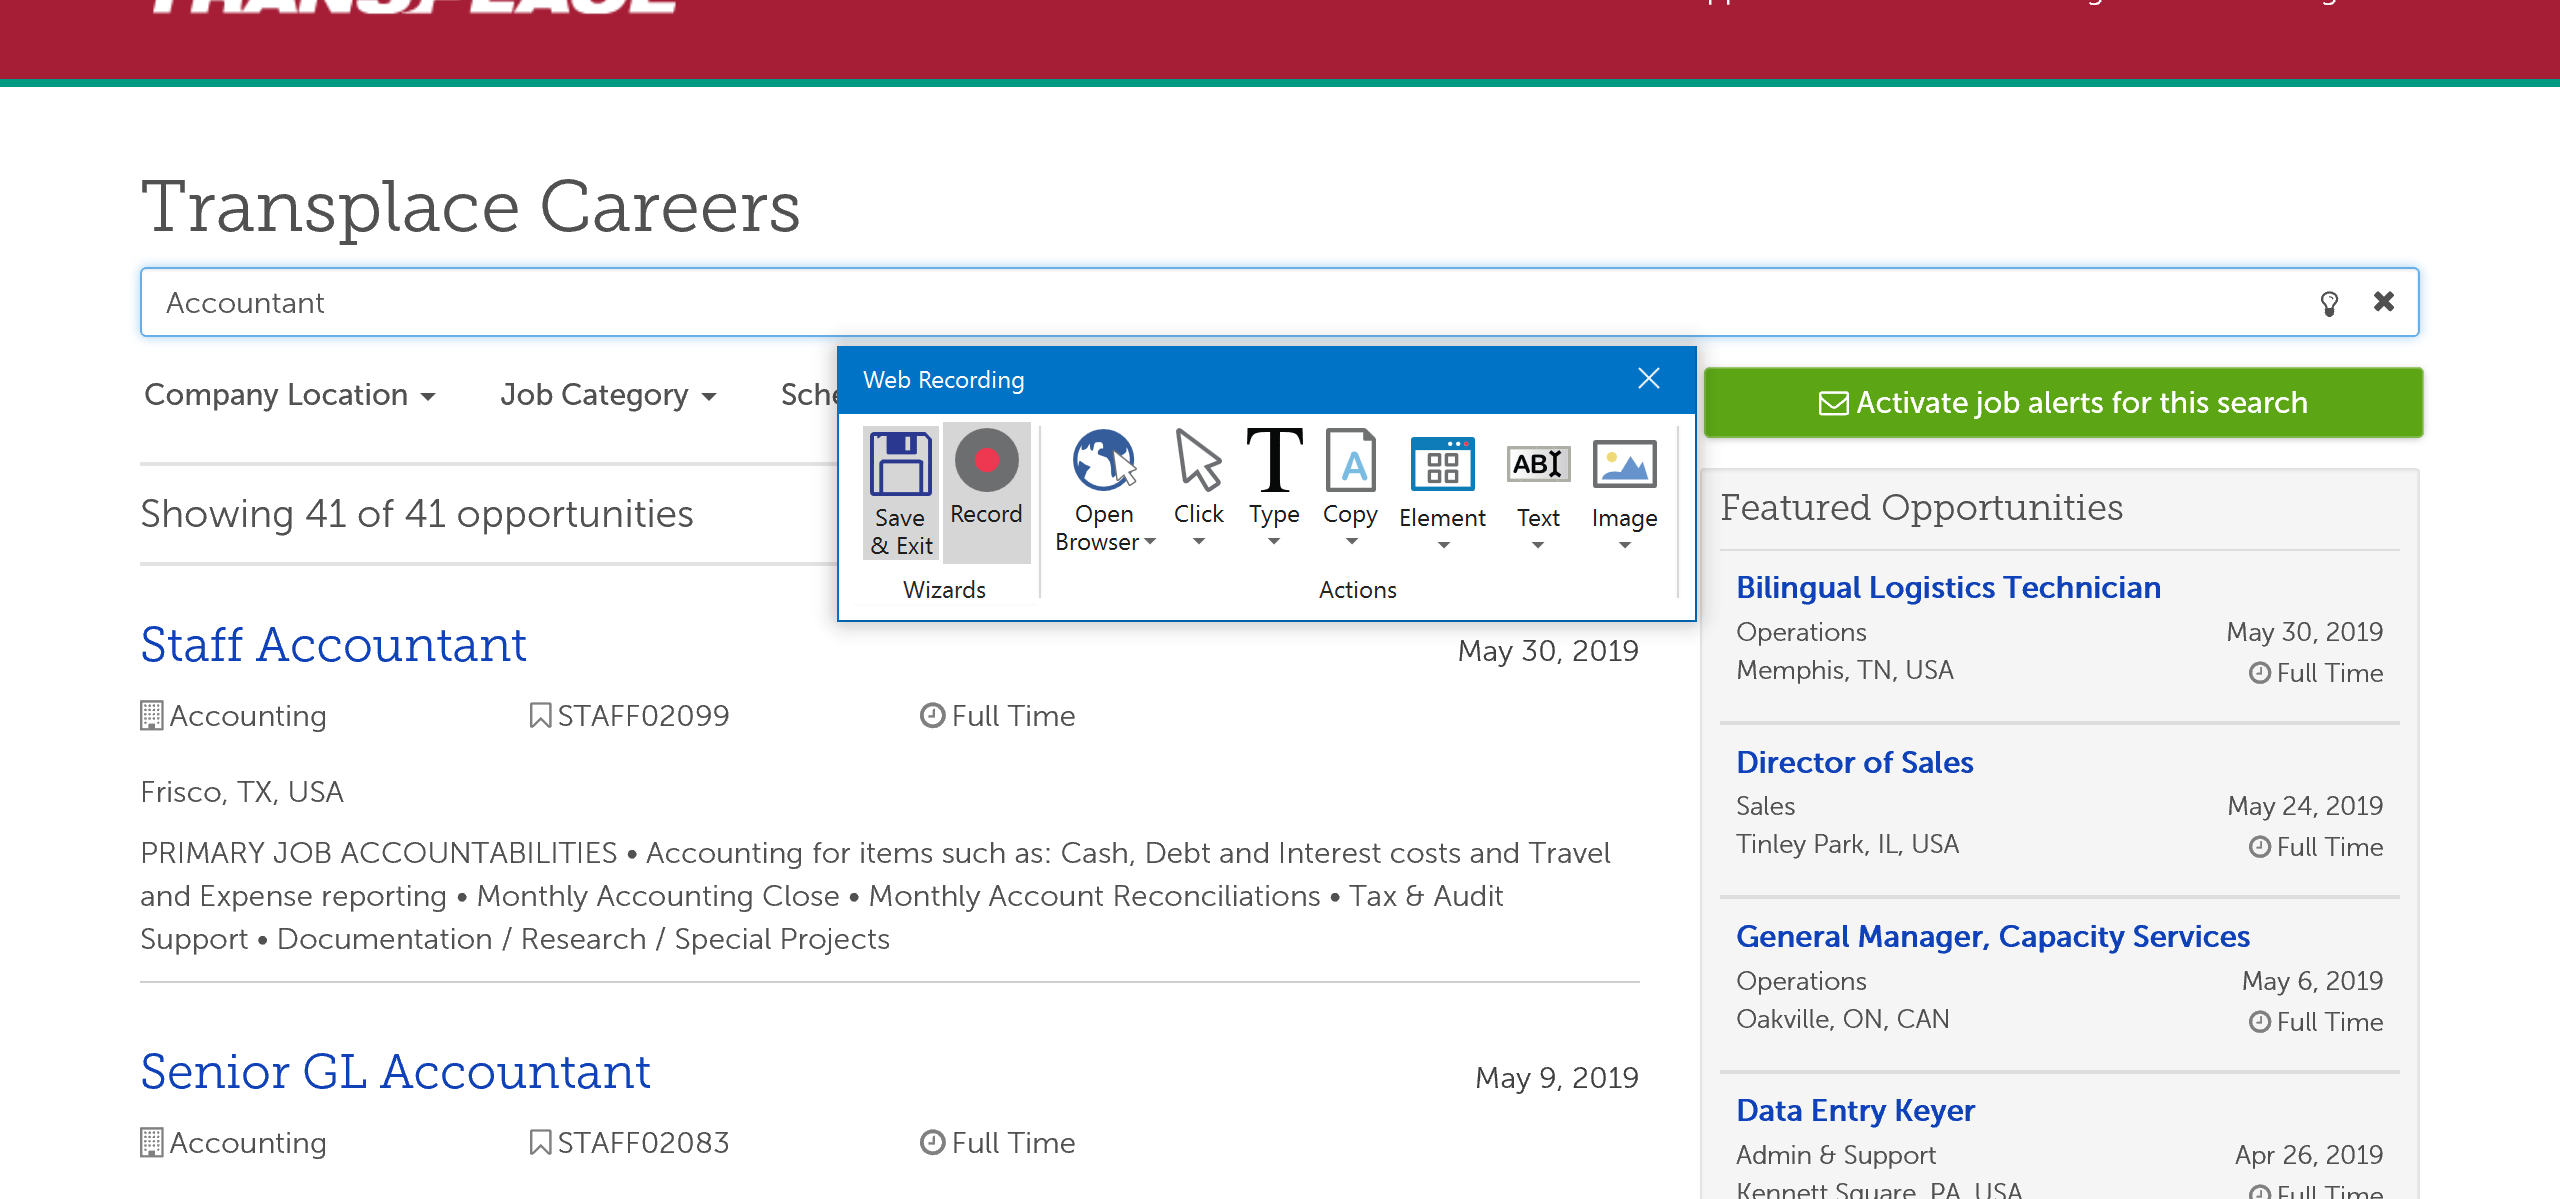 TRANSPLACE
Transplace Careers
Accountant
Company Location
Job Category
Web Recording
Save & Exit
Record
Open Browser
Click
Type
Copy
A
Element
ABI
Text
Image
Wizards
Actions
Activate job alerts for this search
Showing 41 of 41 opportunities
Staff Accountant
May 30, 2019
Accounting
STAFF02099
Full Time
Frisco, TX, USA
PRIMARY JOB ACCOUNTABILITIES • Accounting for items such as: Cash, Debt and Interest costs and Travel
and Expense reporting • Monthly Accounting Close • Monthly Account Reconciliations • Tax & Audit
Support • Documentation / Research / Special Projects
Senior GL Accountant
May 9, 2019
Accounting
STAFF02083
Full Time
Featured Opportunities
Bilingual Logistics Technician
Operations
May 30, 2019
Memphis, TN, USA
Full Time
Director of Sales
Sales
May 24, 2019
Tinley Park, IL, USA
Full Time
General Manager, Capacity Services
Operations
May 6, 2019
Oakville, ON, CAN
Full Time
Data Entry Keyer
Admin & Support
Apr 26, 2019
Kennett Square, PA, USA
Full Time